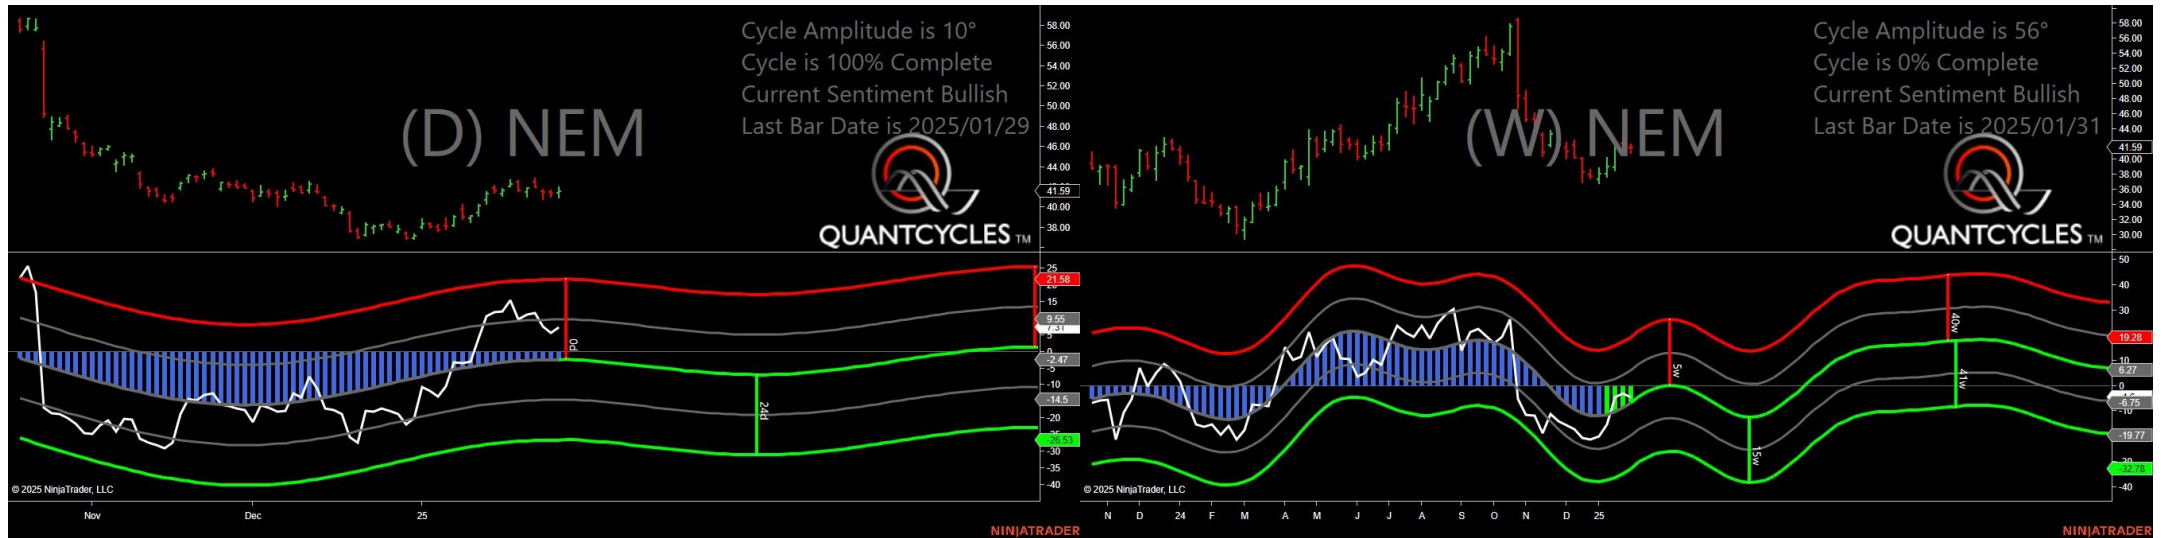 Cycle Amplitude is 10°
Cycle is 100% Complete
Current Sentiment Bullish
Last Bar Date is 2025/01/29
(D) NEM
QUANTCYCLES TM
58.00
56.00
54.00
52.00
50.00
48.00
46.00
44.00
41.59
40.00
38.00
25
21.58
15
9.55
7.31
0
-2.47
-5
-10
-14.5
-20
-26.53
-30
-35
-40
0d
24d
© 2025 NinjaTrader, LLC
Nov
Dec
25
NINJATRADER
Cycle Amplitude is 56°
Cycle is 0% Complete
Current Sentiment Bullish
Last Bar Date is 2025/01/31
(W) NEM
QUANTCYCLES TM
58.00
56.00
54.00
52.00
50.00
48.00
46.00
44.00
41.59
40.00
38.00
36.00
34.00
32.00
30.00
50
40
30
19.28
10
6.27
0
-6.75
-10
-19.77
-32.78
-40
5w
15w
40w
41w
© 2025 NinjaTrader, LLC
N
D
24
F
M
A
M
J
J
A
S
O
N
D
25
NINJATRADER